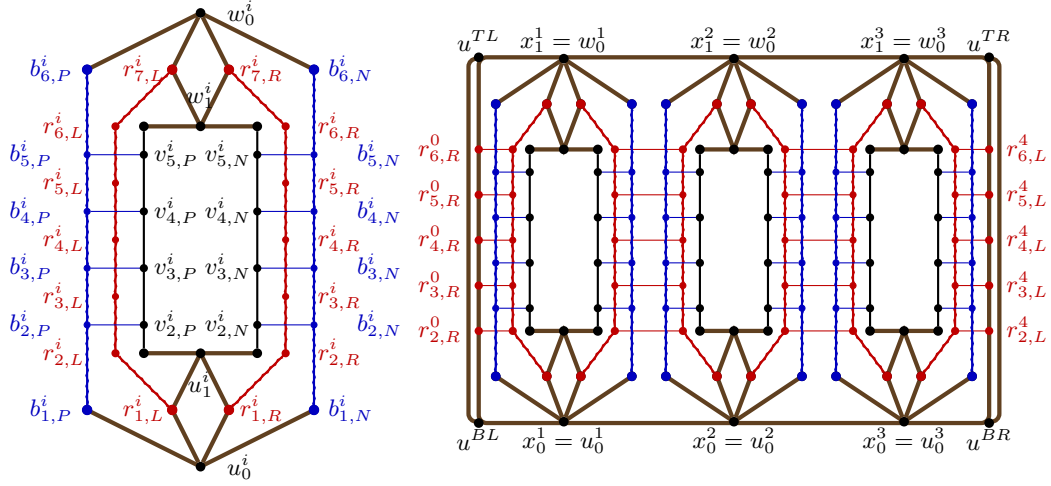 w_0^i
b_{6,P}^i r_{7,L}^i r_{7,R}^i b_{6,N}^i
w_1^i
r_{6,L}^i r_{6,R}^i
b_{5,P}^i v_{5,P}^i v_{5,N}^i b_{5,N}^i
r_{5,L}^i r_{5,R}^i
b_{4,P}^i v_{4,P}^i v_{4,N}^i b_{4,N}^i
r_{4,L}^i r_{4,R}^i
b_{3,P}^i v_{3,P}^i v_{3,N}^i b_{3,N}^i
r_{3,L}^i r_{3,R}^i
b_{2,P}^i v_{2,P}^i v_{2,N}^i b_{2,N}^i
r_{2,L}^i r_{2,R}^i
u_1^i
b_{1,P}^i r_{1,L}^i r_{1,R}^i b_{1,N}^i
u_0^i
u^{TL} x_1^1 = w_0^1 x_1^2 = w_0^2 x_1^3 = w_0^3 u^{TR}
r_{6,R}^0 r_{6,L}^4
r_{5,R}^0 r_{5,L}^4
r_{4,R}^0 r_{4,L}^4
r_{3,R}^0 r_{3,L}^4
r_{2,R}^0 r_{2,L}^4
u^{BL} x_0^1 = u_0^1 x_0^2 = u_0^2 x_0^3 = u_0^3 u^{BR}